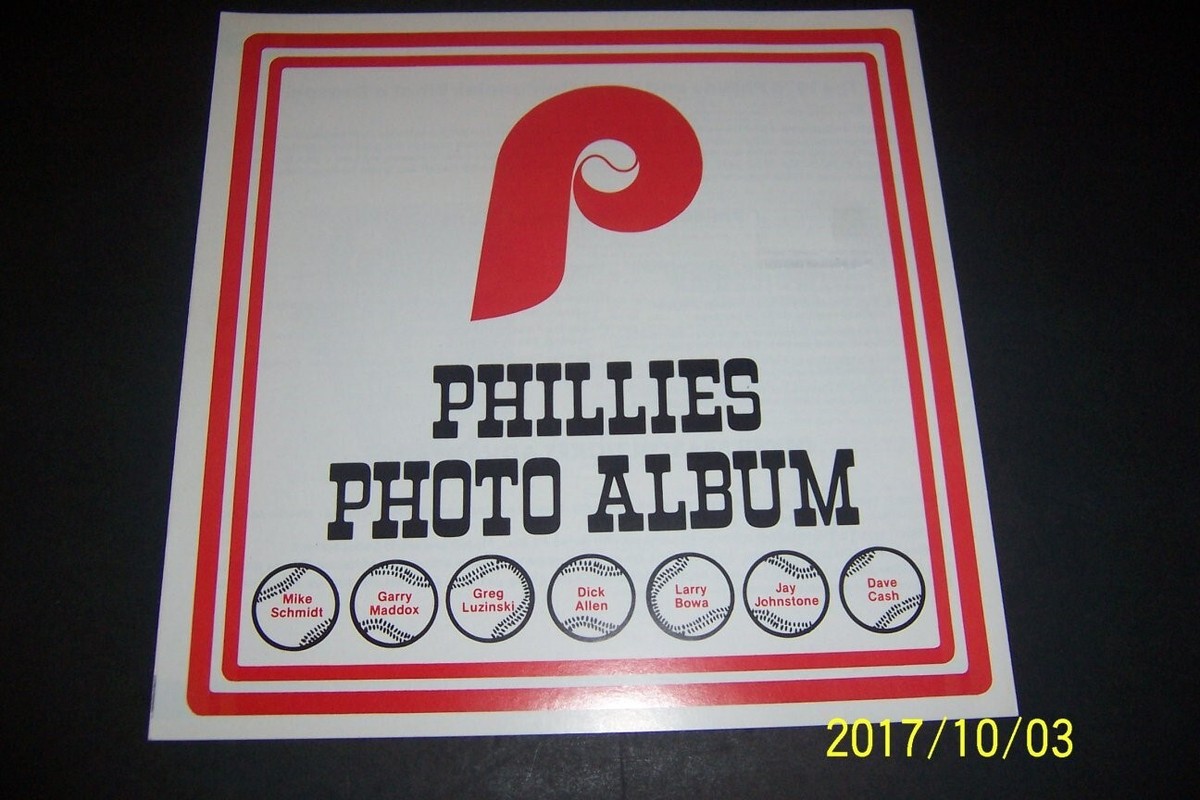 PHILLIES
PHOTO ALBUM
Mike
Schmidt
Garry
Maddox
Greg
Luzinski
Dick
Allen
Larry
Bowa
Jay
Johnstone
Dave
Cash
2017/10/03